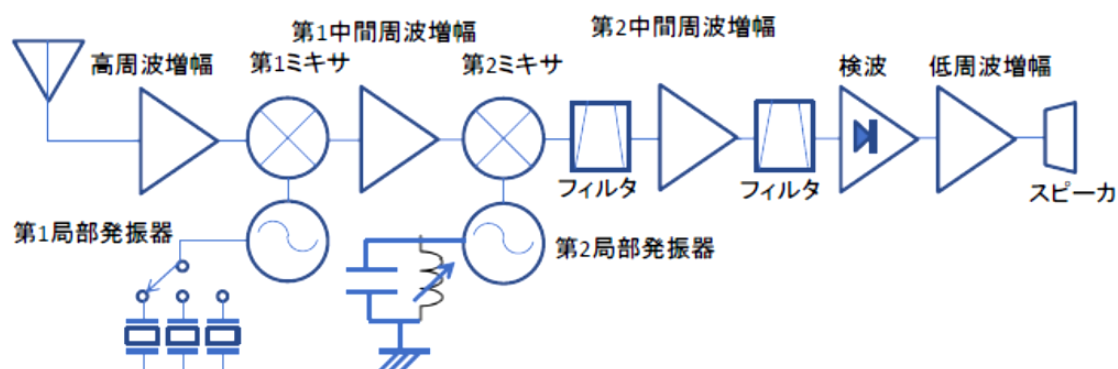 第1中間周波増幅
第2中間周波増幅
高周波増幅
第1ミキサ
第2ミキサ
検波
低周波増幅
フィルタ
フィルタ
スピーカ
第1局部発振器
第2局部発振器